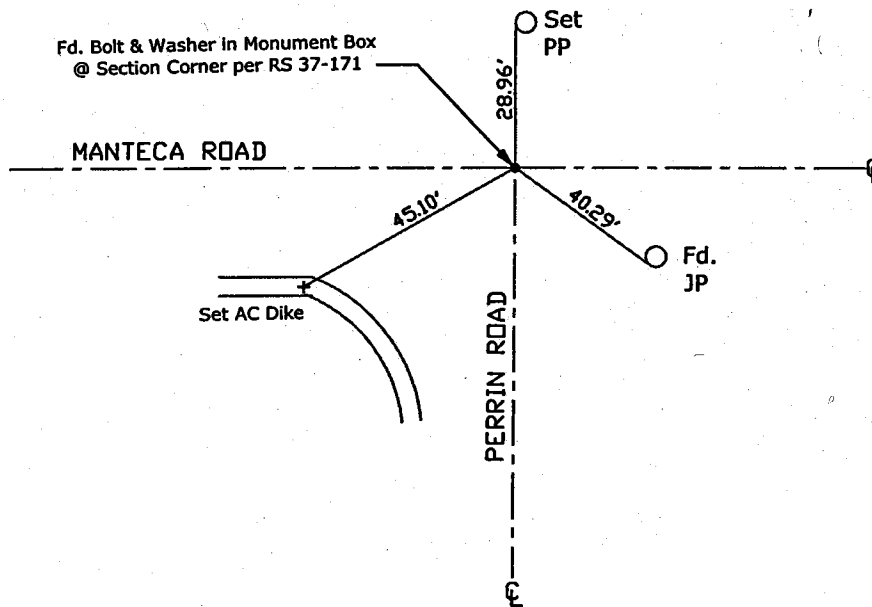 Set
PP
Fd. Bolt & Washer in Monument Box
@ Section Corner per RS 37-171
28.96'
MANTECA ROAD
℄
45.10'
40.29'
Fd.
JP
Set AC Dike
PERRIN ROAD
℄